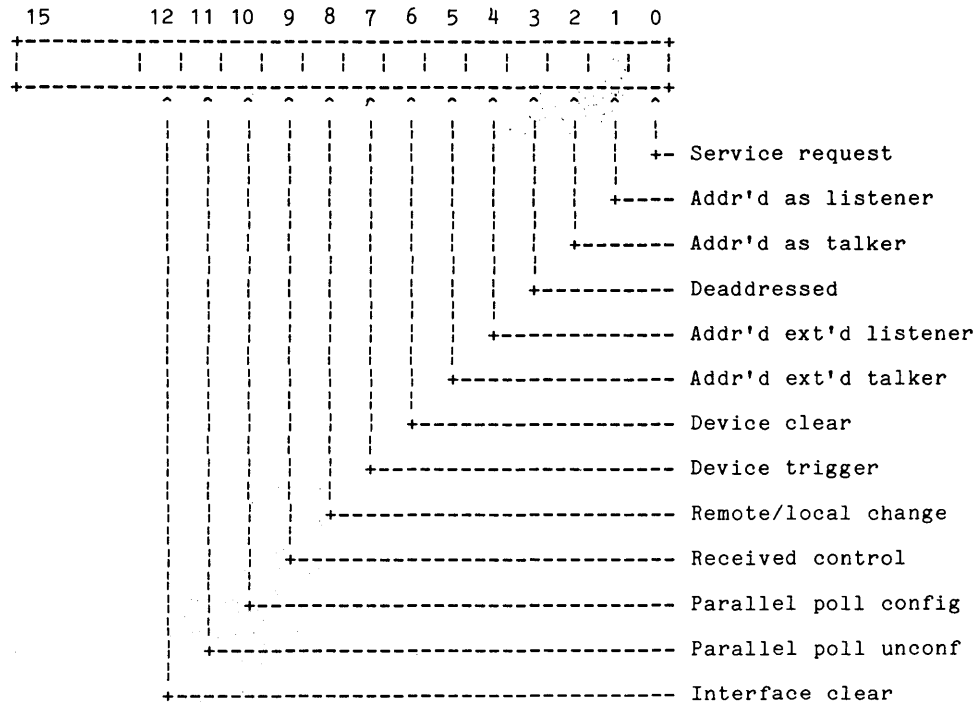 15 12 11 10 9 8 7 6 5 4 3 2 1 0
Service request
Addr'd as listener
Addr'd as talker
Deaddressed
Addr'd ext'd listener
Addr'd ext'd talker
Device clear
Device trigger
Remote/local change
Received control
Parallel poll config
Parallel poll unconf
Interface clear